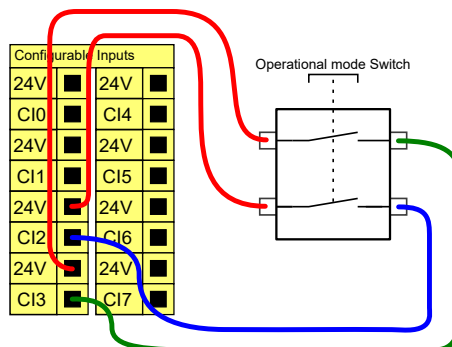 Configurable Inputs
Operational mode Switch
24V 24V
CI0 CI4
24V 24V
CI1 CI5
24V 24V
CI2 CI6
24V 24V
CI3 CI7